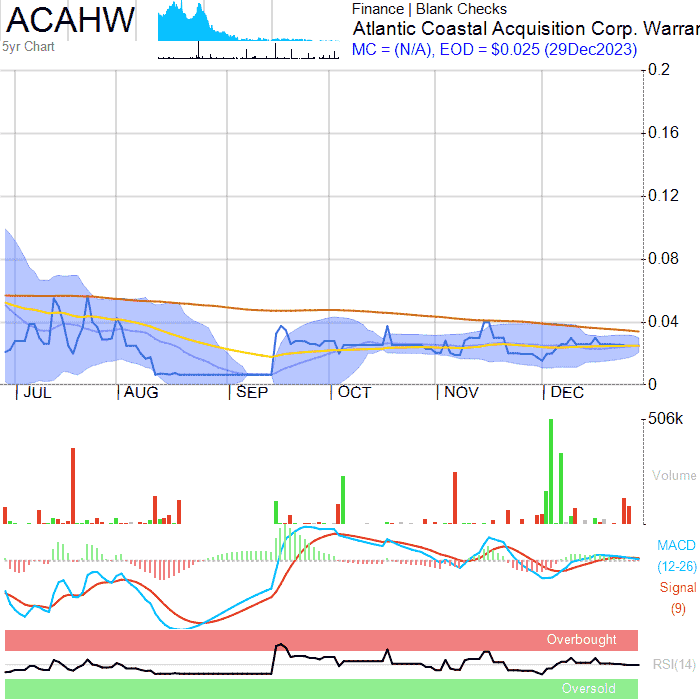 ACAHW
5yr Chart
Finance | Blank Checks
Atlantic Coastal Acquisition Corp. Warrar
MC = (N/A), EOD = $0.025 (29Dec2023)
0.2
0.16
0.12
0.08
0.04
0
JUL
AUG
SEP
OCT
NOV
DEC
506k
Volume
MACD
(12-26)
Signal
(9)
Overbought
RSI(14)
Oversold